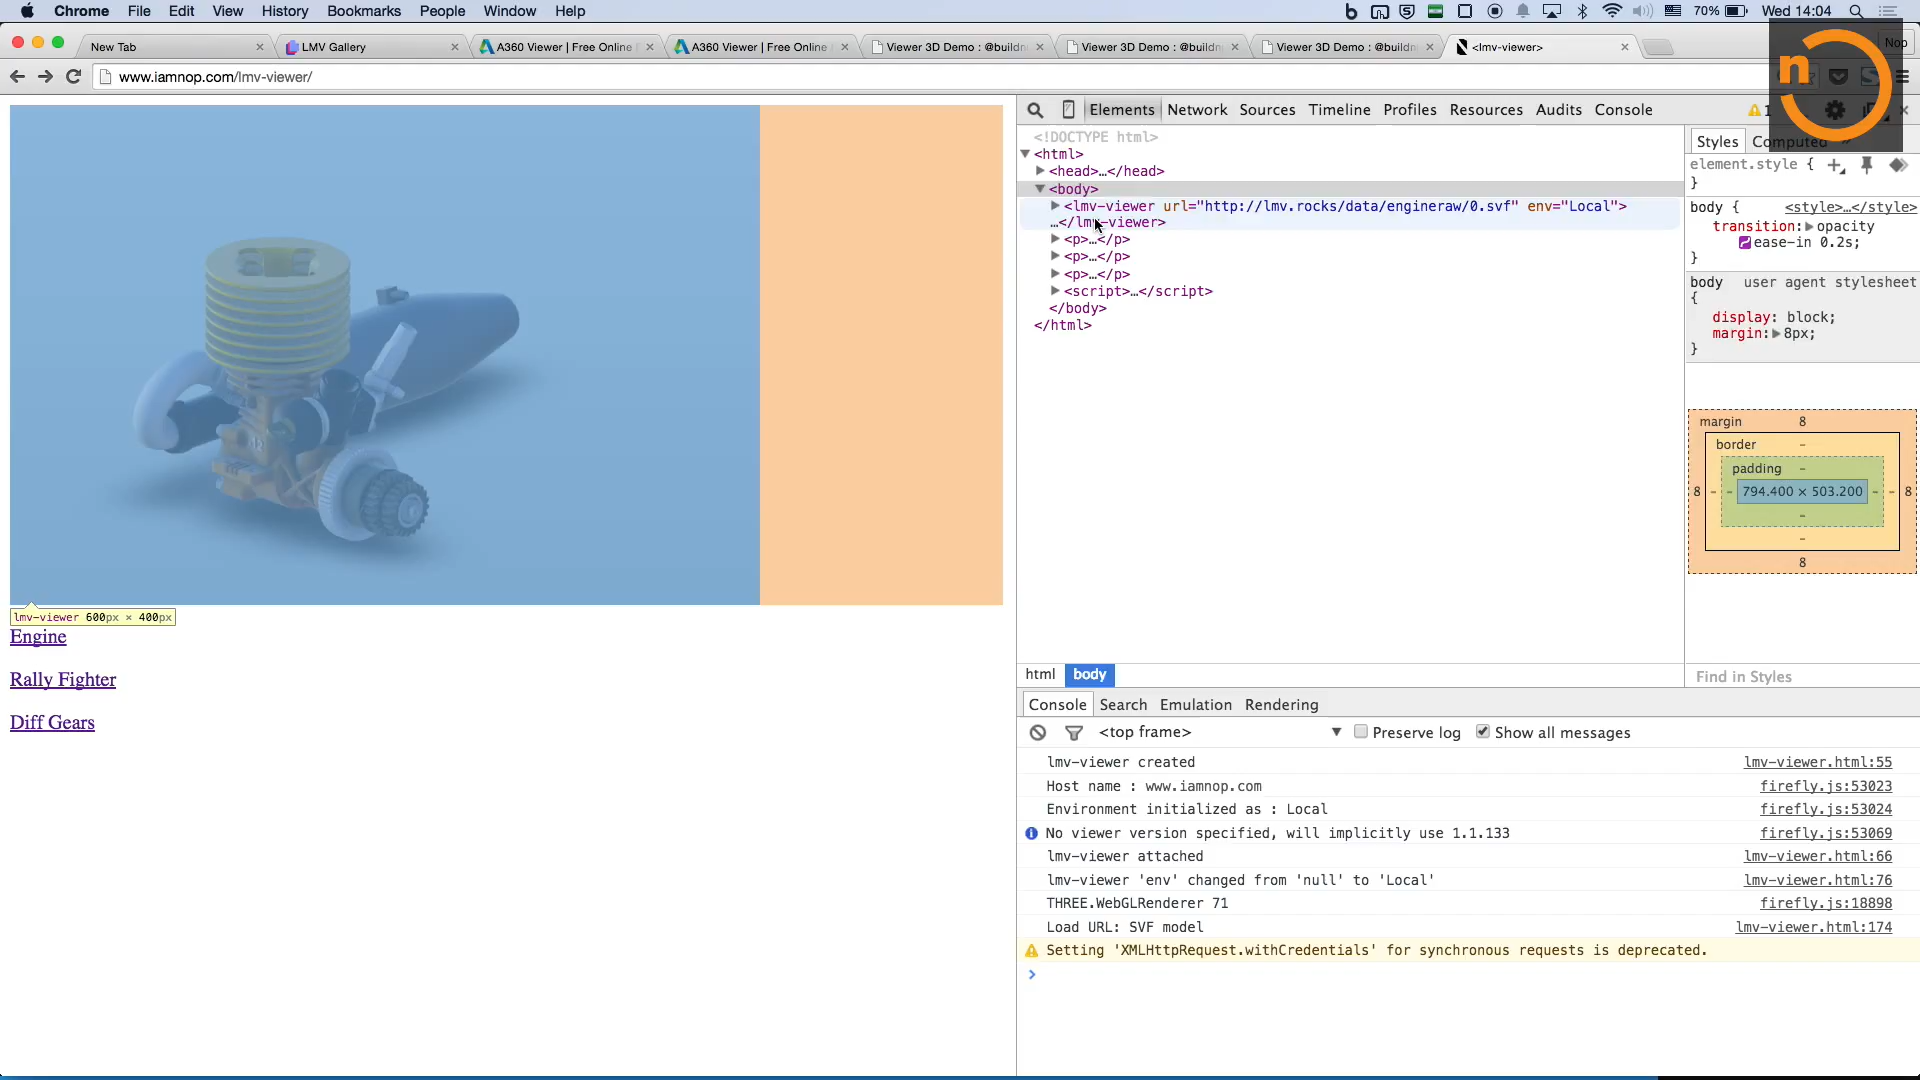 Chrome File Edit View History Bookmarks People Window Help 70% Wed 14:04
New Tab LMV Gallery A360 Viewer | Free Online A360 Viewer | Free Online Viewer 3D Demo : @buildn Viewer 3D Demo : @buildn Viewer 3D Demo : @buildn <lmv-viewer> Nop
www.iamnop.com/lmv-viewer/
n
Elements Network Sources Timeline Profiles Resources Audits Console 1
<!DOCTYPE html>
<html>
<head>…</head>
<body>
<lmv-viewer url="http://lmv.rocks/data/engineraw/0.svf" env="Local">
…</lmv-viewer>
<p>…</p>
<p>…</p>
<p>…</p>
<script>…</script>
</body>
</html>
Styles Computed
element.style {
}
body { <style>…</style>
transition: opacity
ease-in 0.2s;
}
body user agent stylesheet
{
display: block;
margin: 8px;
}
margin 8
border –
padding –
8 – – 794.400 × 503.200 – – 8
–
–
8
12
lmv-viewer 600px × 400px
Engine
Rally Fighter
Diff Gears
html body
Find in Styles
Console Search Emulation Rendering
<top frame> Preserve log Show all messages
lmv-viewer created lmv-viewer.html:55
Host name : www.iamnop.com firefly.js:53023
Environment initialized as : Local firefly.js:53024
No viewer version specified, will implicitly use 1.1.133 firefly.js:53069
lmv-viewer attached lmv-viewer.html:66
lmv-viewer 'env' changed from 'null' to 'Local' lmv-viewer.html:76
THREE.WebGLRenderer 71 firefly.js:18898
Load URL: SVF model lmv-viewer.html:174
Setting 'XMLHttpRequest.withCredentials' for synchronous requests is deprecated.